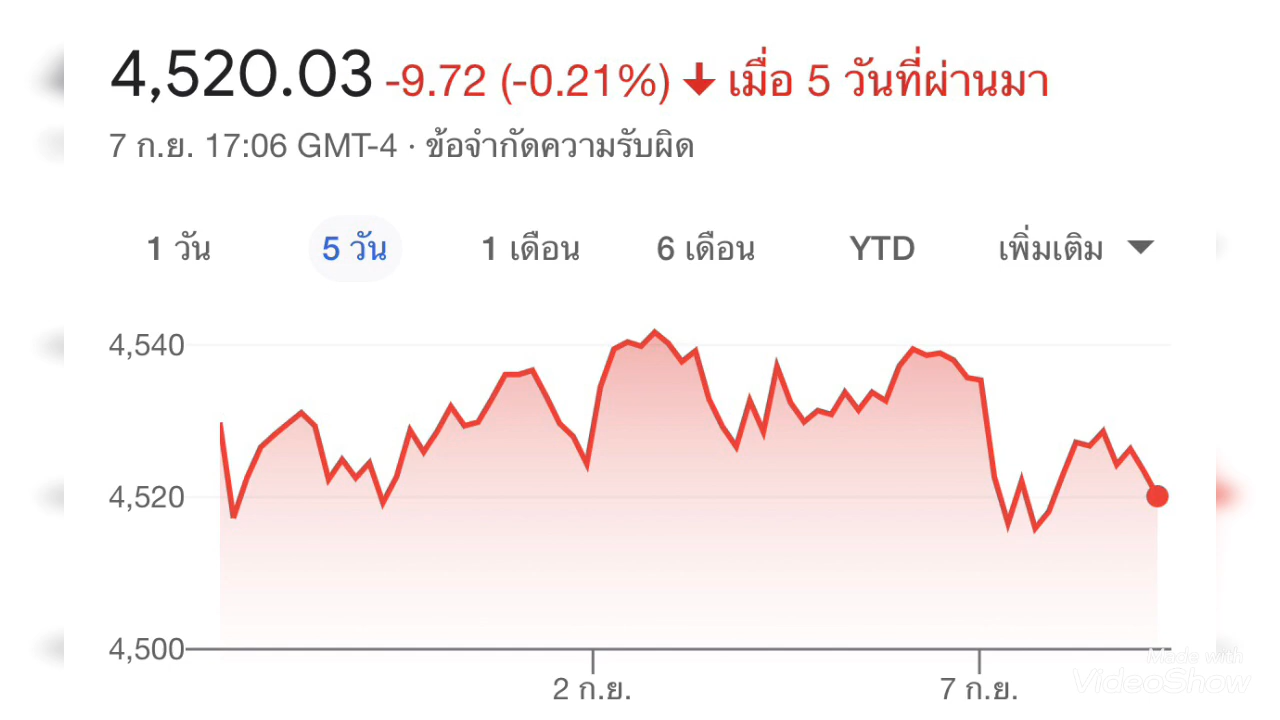 4,520.03 -9.72 (-0.21%) ↓ เมื่อ 5 วันที่ผ่านมา
7 ก.ย. 17:06 GMT-4 · ข้อจำกัดความรับผิด
1 วัน 5 วัน 1 เดือน 6 เดือน YTD เพิ่มเติม
4,540
4,520
4,500
2 ก.ย. 7 ก.ย.
Made with
VideoShow